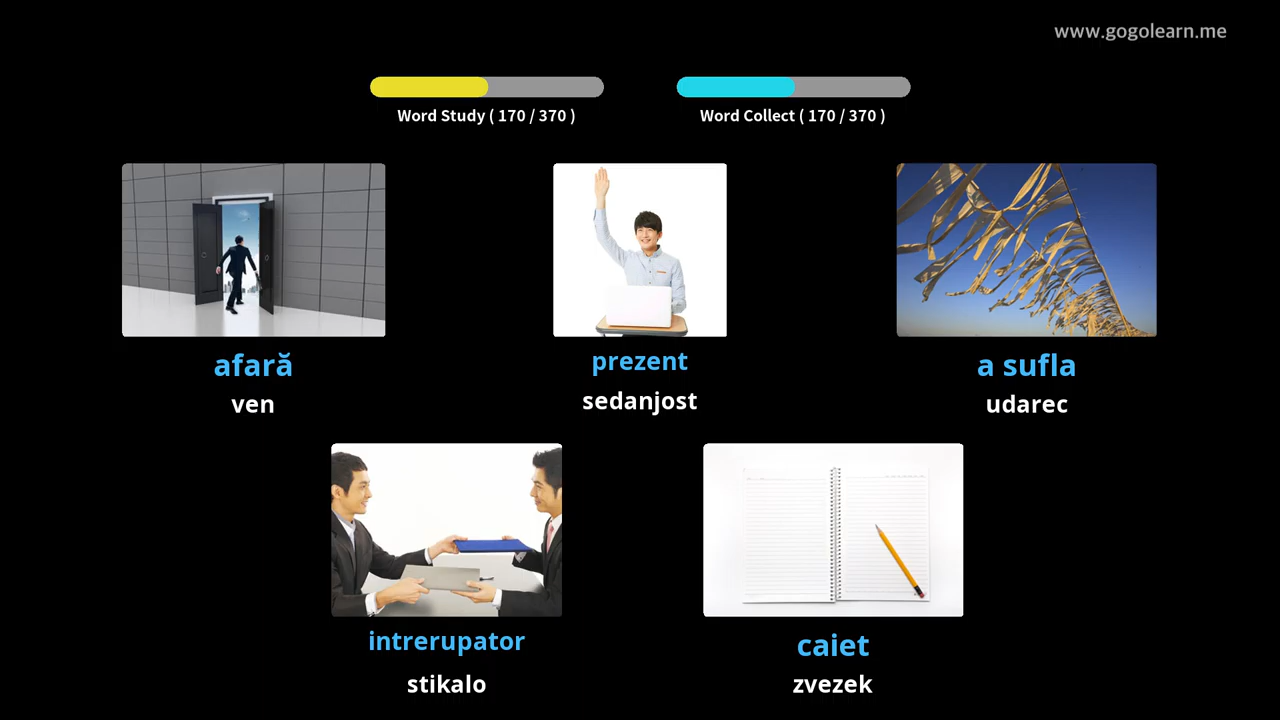 www.gogolearn.me
Word Study ( 170 / 370 )
Word Collect ( 170 / 370 )
afară
ven
prezent
sedanjost
a sufla
udarec
intrerupator
stikalo
caiet
zvezek